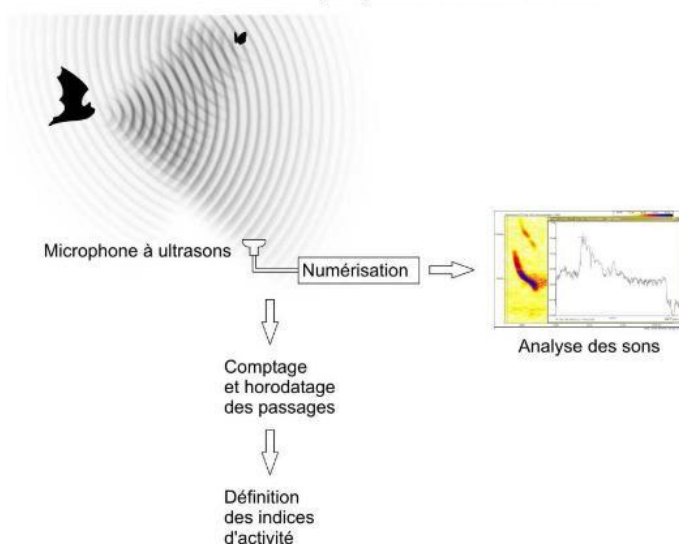 Microphone à ultrasons
Numérisation
Analyse des sons
Comptage
et horodatage
des passages
Définition
des indices
d'activité